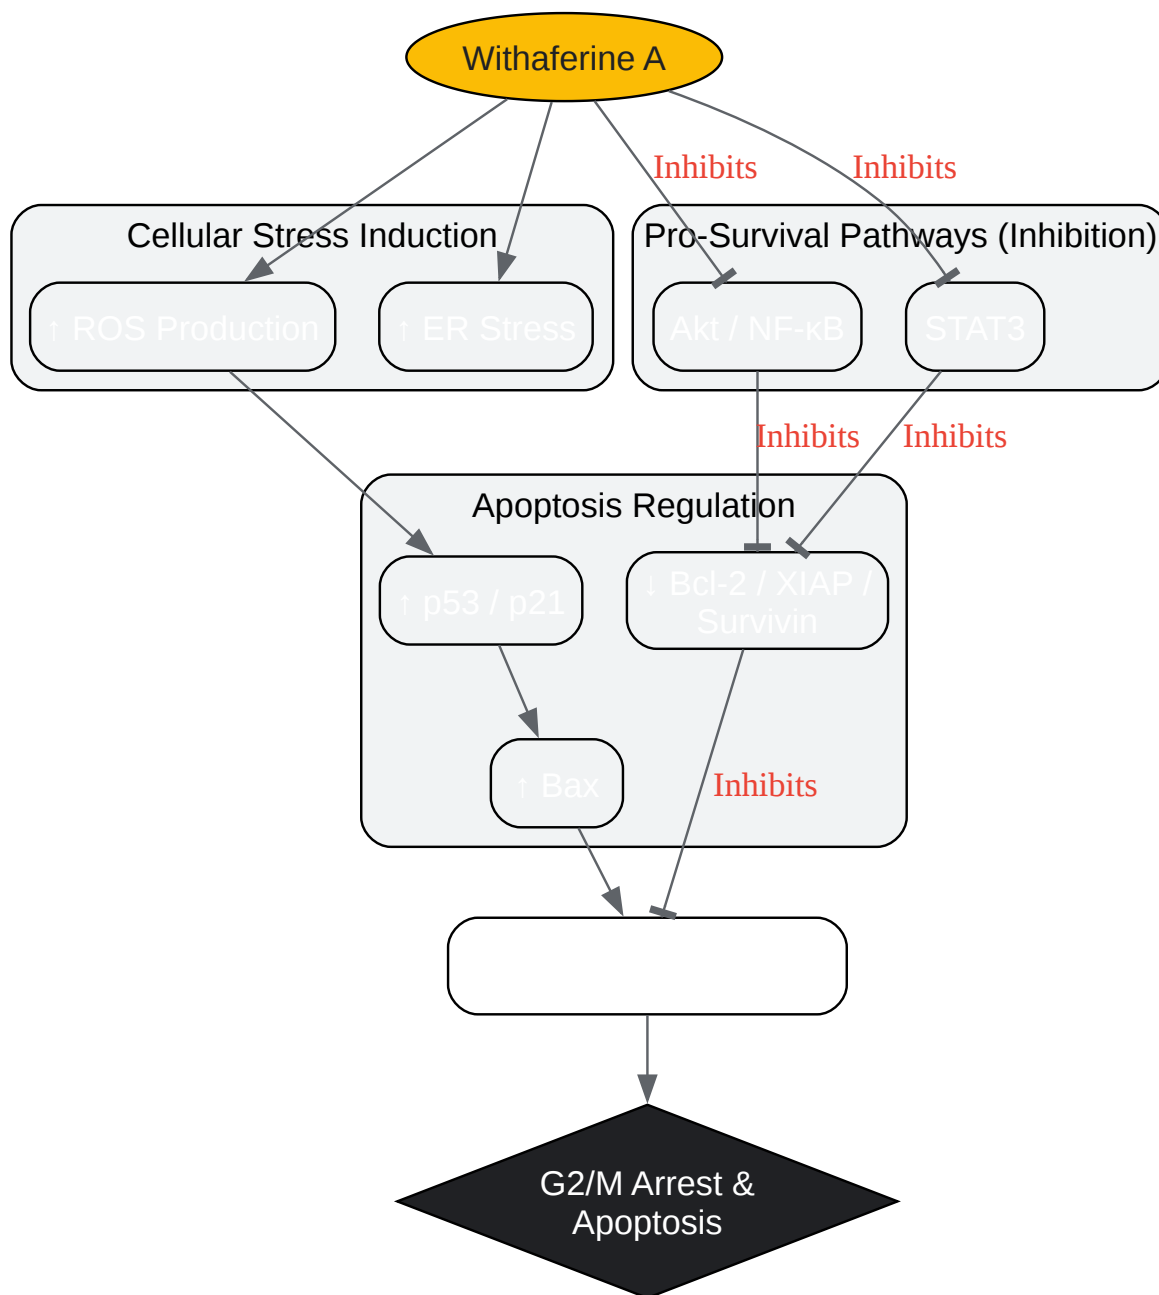 Withaferine A
Inhibits
Inhibits
Cellular Stress Induction
Pro-Survival Pathways (Inhibition)
↑ ROS Production
↑ ER Stress
Akt / NF-κB
STAT3
Inhibits
Inhibits
Apoptosis Regulation
↑ p53 / p21
↓ Bcl-2 / XIAP /
Survivin
↑ Bax
Inhibits
G2/M Arrest &
Apoptosis